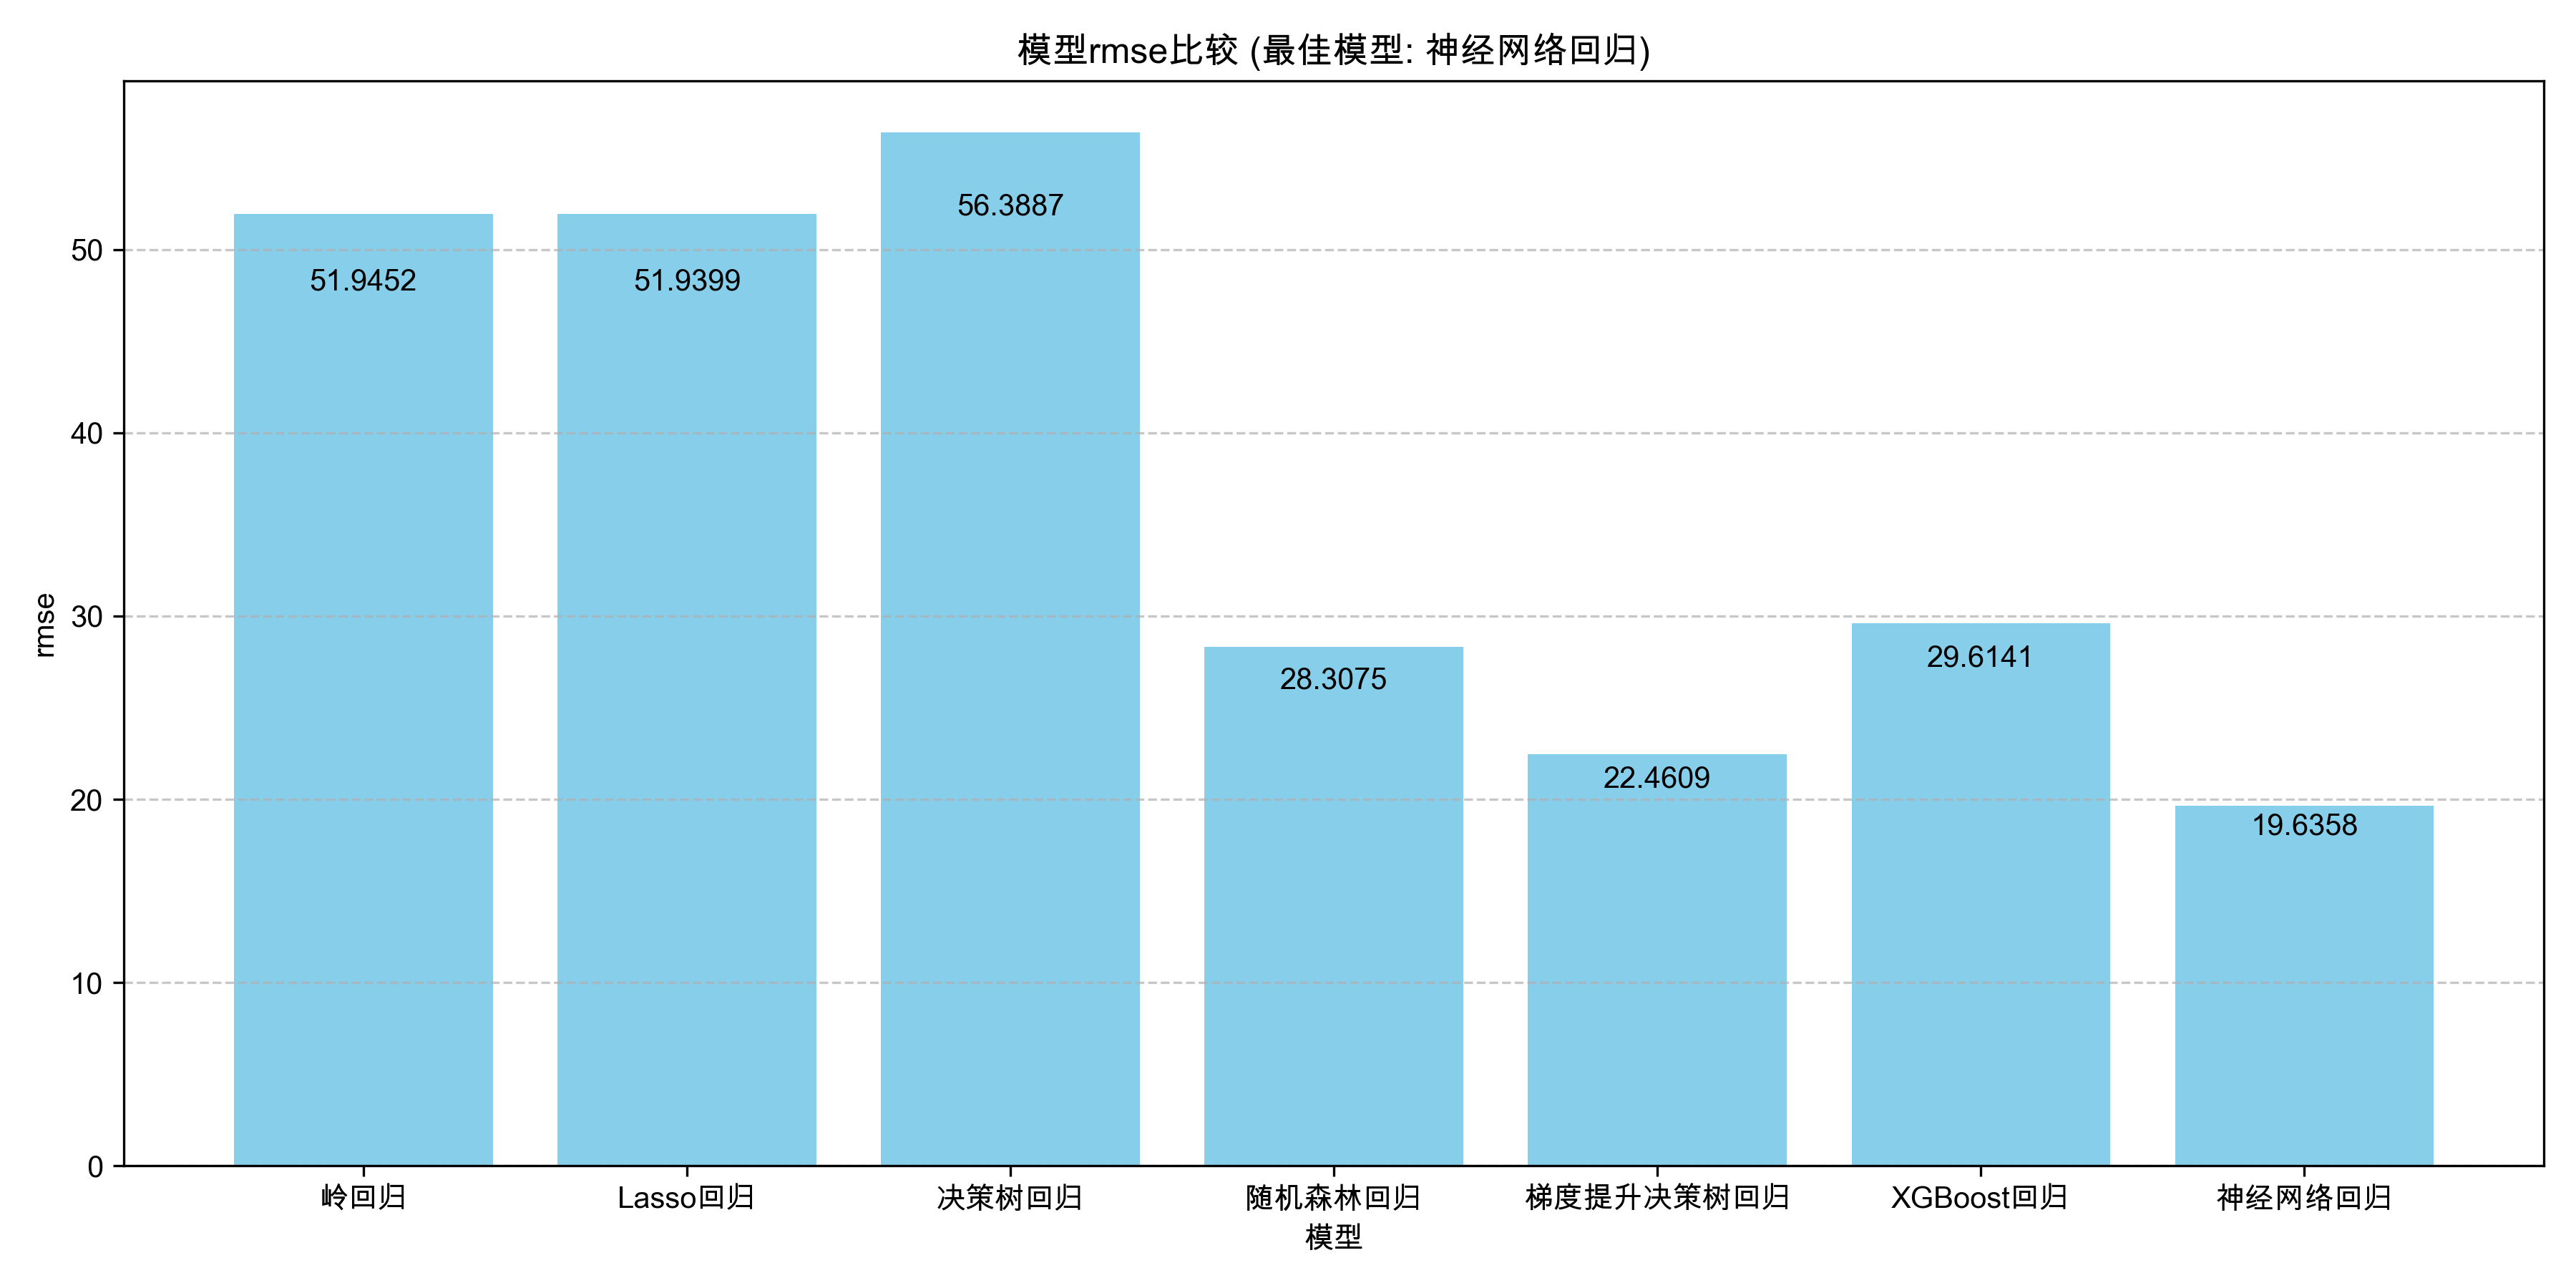 模型rmse比较 (最佳模型: 神经网络回归)
56.3887
51.9452
51.9399
28.3075
22.4609
29.6141
19.6358
50
40
30
20
10
0
rmse
岭回归
Lasso回归
决策树回归
随机森林回归
梯度提升决策树回归
XGBoost回归
神经网络回归
模型